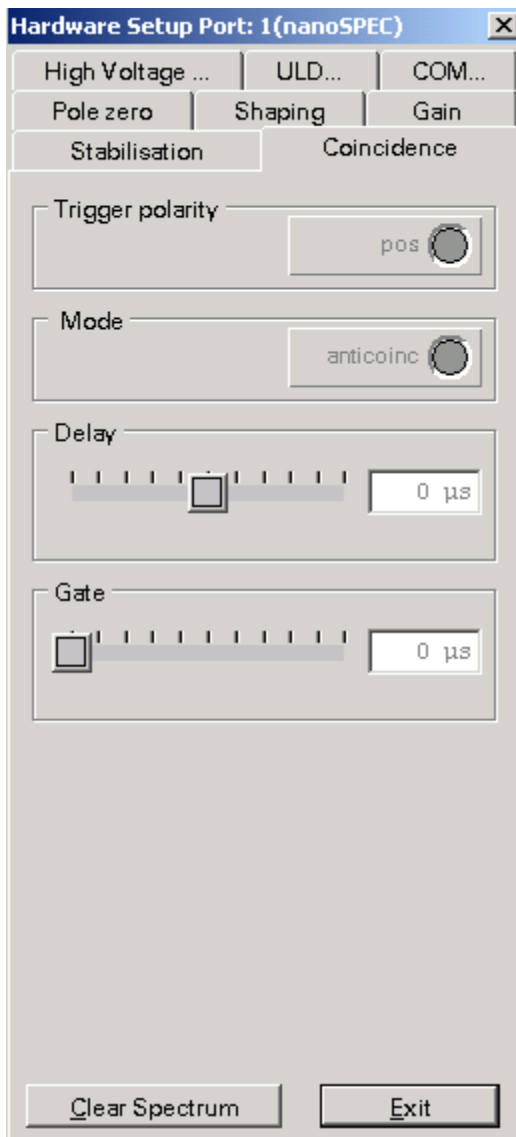 Hardware Setup Port: 1(nanoSPEC)
High Voltage ... ULD... COM...
Pole zero Shaping Gain
Stabilisation Coincidence
Trigger polarity
pos
Mode
anticoinc
Delay
0 µs
Gate
0 µs
Clear Spectrum Exit